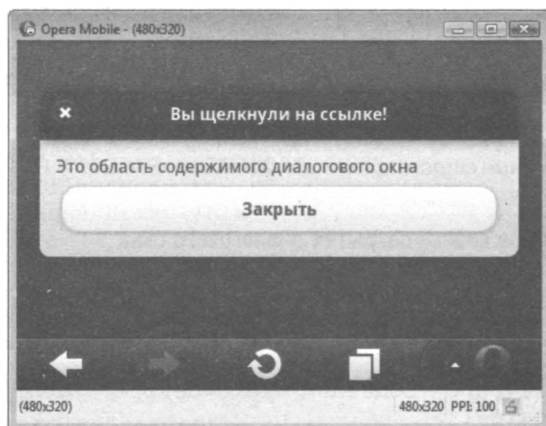 Opera Mobile - (480x320)
Вы щелкнули на ссылке!
Это область содержимого диалогового окна
Закрыть
(480x320)
480x320 PPI: 100